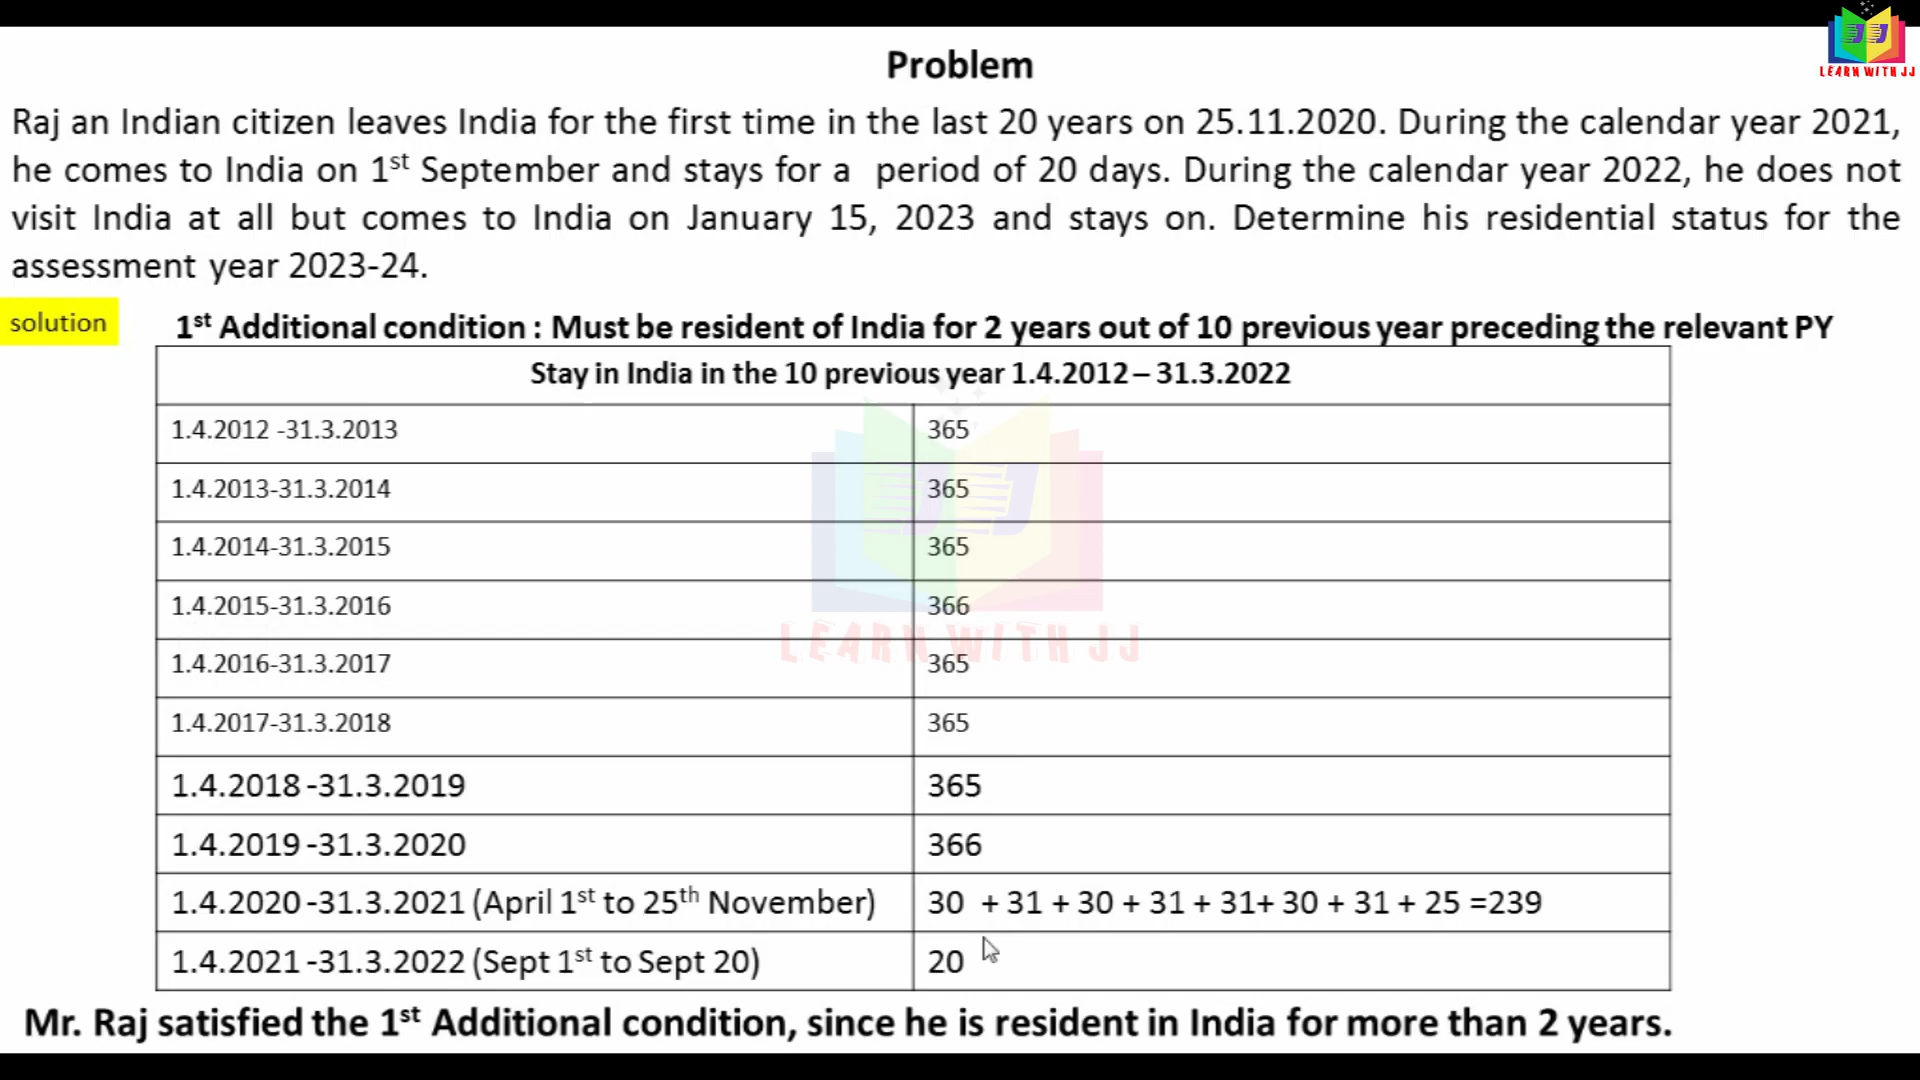 LEARN WITH JJ
Problem
Raj an Indian citizen leaves India for the first time in the last 20 years on 25.11.2020. During the calendar year 2021,
he comes to India on 1st September and stays for a period of 20 days. During the calendar year 2022, he does not
visit India at all but comes to India on January 15, 2023 and stays on. Determine his residential status for the
assessment year 2023-24.
solution
1st Additional condition : Must be resident of India for 2 years out of 10 previous year preceding the relevant PY
Stay in India in the 10 previous year 1.4.2012 – 31.3.2022
1.4.2012 -31.3.2013 365
1.4.2013-31.3.2014 365
1.4.2014-31.3.2015 365
1.4.2015-31.3.2016 366
LEARN WITH JJ
1.4.2016-31.3.2017 365
1.4.2017-31.3.2018 365
1.4.2018 -31.3.2019 365
1.4.2019 -31.3.2020 366
1.4.2020 -31.3.2021 (April 1st to 25th November) 30 + 31 + 30 + 31 + 31+ 30 + 31 + 25 =239
1.4.2021 -31.3.2022 (Sept 1st to Sept 20) 20
Mr. Raj satisfied the 1st Additional condition, since he is resident in India for more than 2 years.